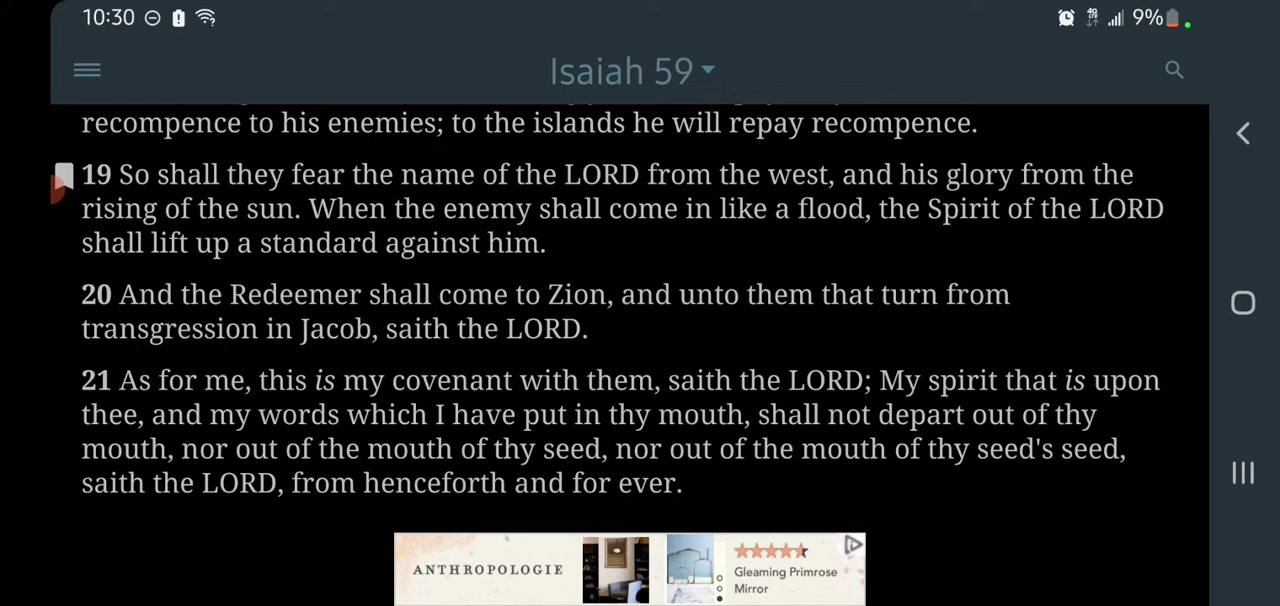 10:30
9%
Isaiah 59
recompence to his enemies; to the islands he will repay recompence.
19 So shall they fear the name of the LORD from the west, and his glory from the
rising of the sun. When the enemy shall come in like a flood, the Spirit of the LORD
shall lift up a standard against him.
20 And the Redeemer shall come to Zion, and unto them that turn from
transgression in Jacob, saith the LORD.
21 As for me, this is my covenant with them, saith the LORD; My spirit that is upon
thee, and my words which I have put in thy mouth, shall not depart out of thy
mouth, nor out of the mouth of thy seed, nor out of the mouth of thy seed's seed,
saith the LORD, from henceforth and for ever.
ANTHROPOLOGIE
Gleaming Primrose
Mirror